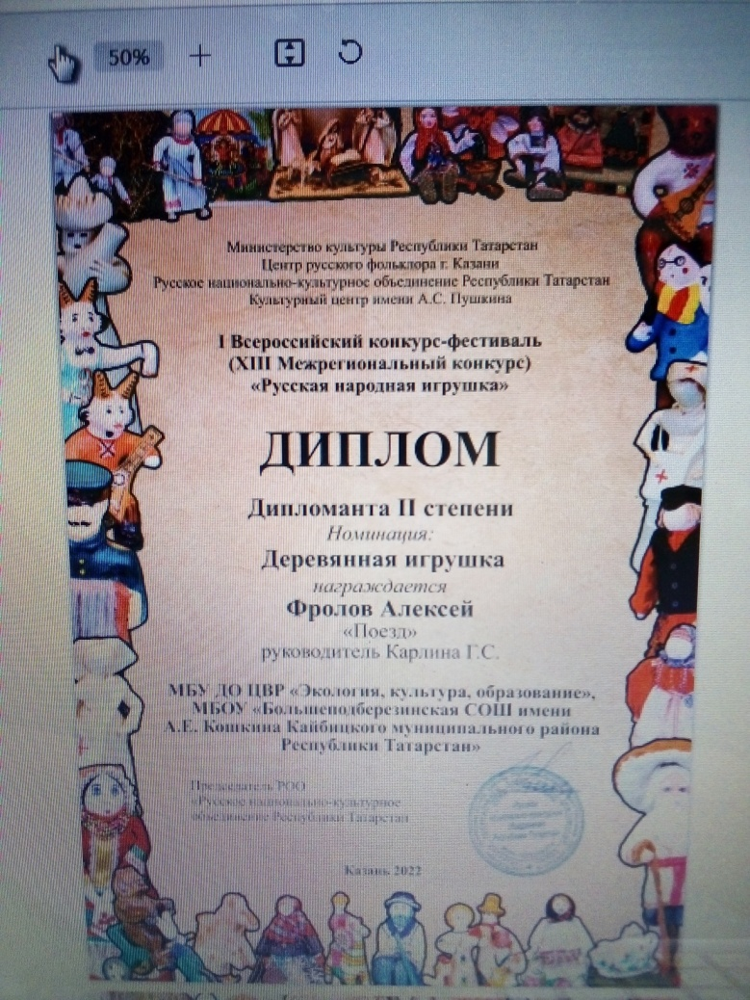 50%
Министерство культуры Республики Татарстан
Центр русского фольклора г. Казани
Русское национально-культурное объединение Республики Татарстан
Культурный центр имени А.С. Пушкина
I Всероссийский конкурс-фестиваль
(XIII Межрегиональный конкурс)
«Русская народная игрушка»
ДИПЛОМ
Дипломанта II степени
Номинация:
Деревянная игрушка
награждается
Фролов Алексей
«Поезд»
руководитель Карлина Г.С.
МБУ ДО ЦВР «Экология, культура, образование»,
МБОУ «Большеподберезинская СОШ имени
А.Е. Кошкина Кайбицкого муниципального района
Республики Татарстан»
Председатель РОО
«Русское национально-культурное
объединение Республики Татарстан
Казань 2022